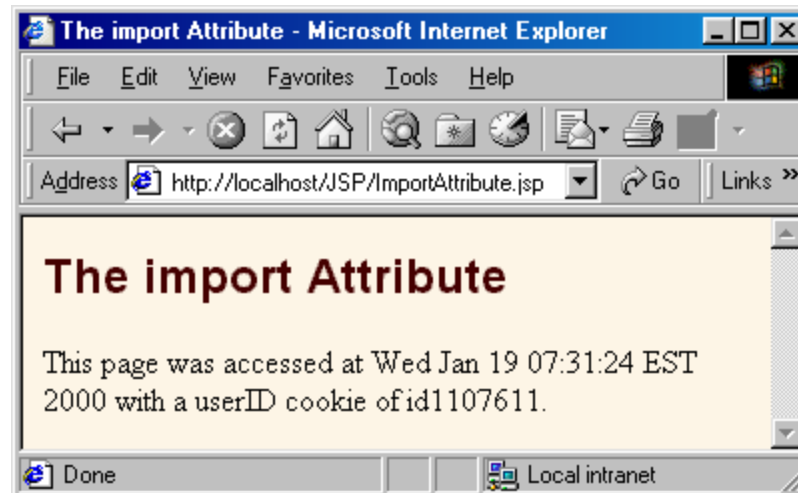 The import Attribute - Microsoft Internet Explorer
File Edit View Favorites Tools Help
Address http://localhost/JSP/ImportAttribute.jsp Go Links »
The import Attribute
This page was accessed at Wed Jan 19 07:31:24 EST
2000 with a userID cookie of id1107611.
Done Local intranet